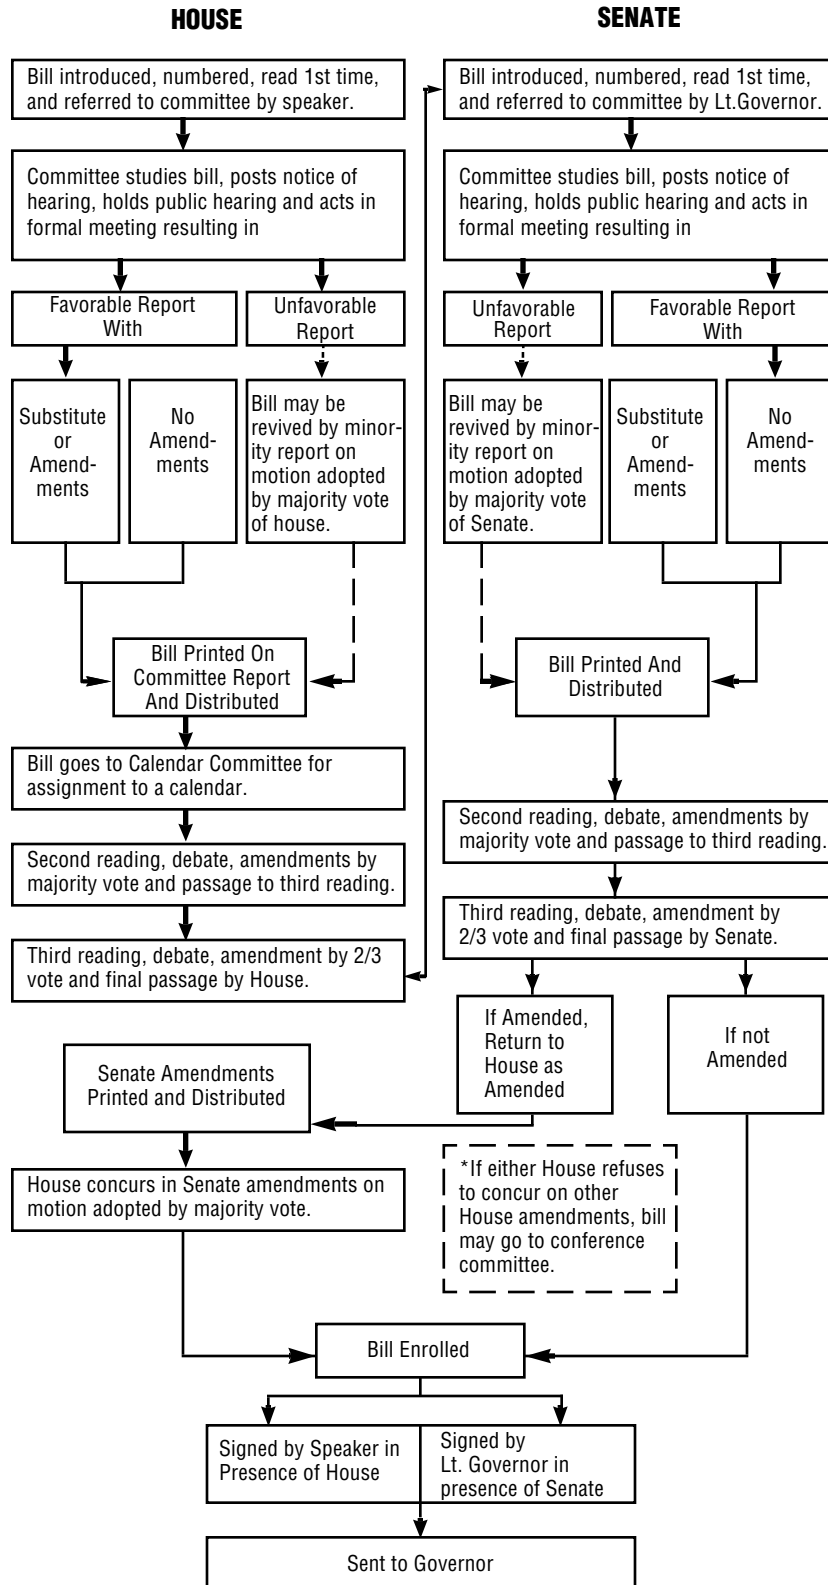 HOUSE
Bill introduced, numbered, read 1st time,
and referred to committee by speaker.
Committee studies bill, posts notice of
hearing, holds public hearing and acts in
formal meeting resulting in
Favorable Report
With
Unfavorable
Report
Substitute
or
Amend-
ments
No
Amend-
ments
Bill may be
revived by minor-
ity report on
motion adopted
by majority vote
of house.
Bill Printed On
Committee Report
And Distributed
Bill goes to Calendar Committee for
assignment to a calendar.
Second reading, debate, amendments by
majority vote and passage to third reading.
Third reading, debate, amendment by 2/3
vote and final passage by House.
SENATE
Bill introduced, numbered, read 1st time,
and referred to committee by Lt.Governor.
Committee studies bill, posts notice of
hearing, holds public hearing and acts in
formal meeting resulting in
Unfavorable
Report
Favorable Report
With
Bill may be
revived by minor-
ity report on
motion adopted
by majority vote
of Senate.
Substitute
or
Amend-
ments
No
Amend-
ments
Bill Printed And
Distributed
Second reading, debate, amendments by
majority vote and passage to third reading.
Third reading, debate, amendment by
2/3 vote and final passage by Senate.
If Amended,
Return to
House as
Amended
If not
Amended
Senate Amendments
Printed and Distributed
House concurs in Senate amendments on
motion adopted by majority vote.
*If either House refuses
to concur on other
House amendments, bill
may go to conference
committee.
Bill Enrolled
Signed by Speaker in
Presence of House
Signed by
Lt. Governor in
presence of Senate
Sent to Governor